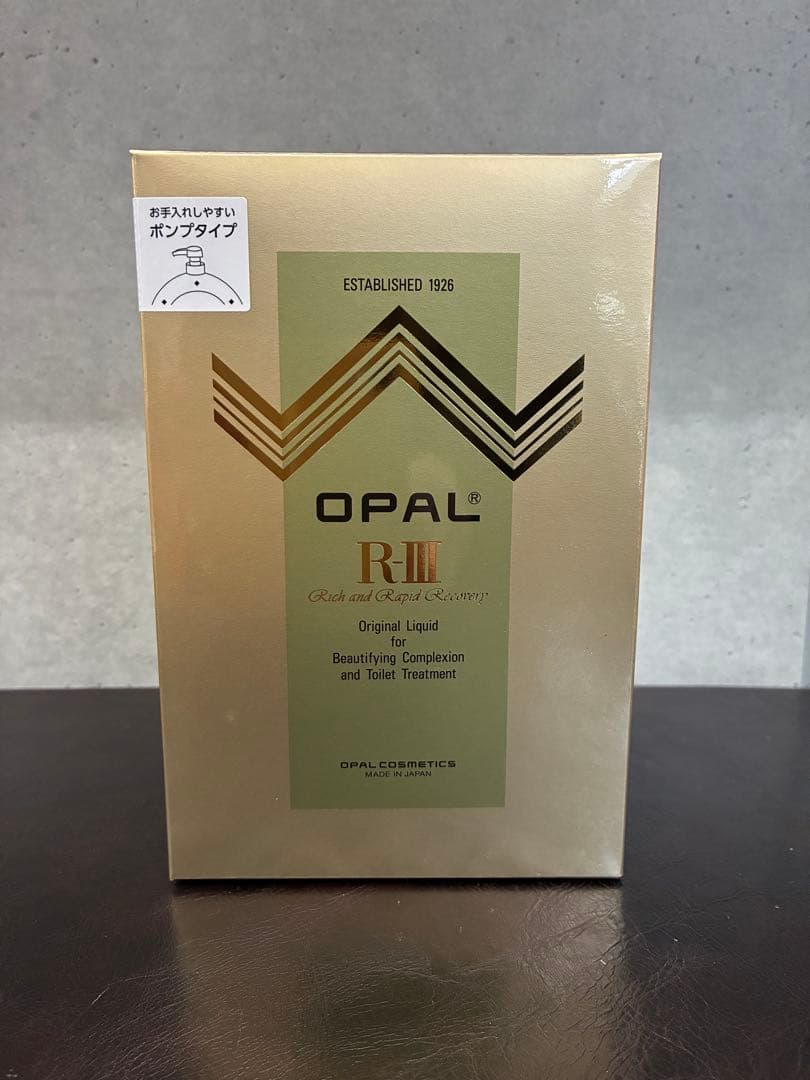 お手入れしやすい
ポンプタイプ
ESTABLISHED 1926
OPAL®
R-III
Rich and Rapid Recovery
Original Liquid
for
Beautifying Complexion
and Toilet Treatment
OPAL COSMETICS
MADE IN JAPAN